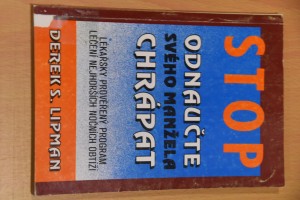 STOP
ODNAUČTE
SVÉHO MANŽELA
CHRÁPAT
LÉKAŘSKY PROVĚŘENÝ PROGRAM
LÉČENÍ NEJHORŠÍCH NOČNÍCH OBTÍŽÍ
DEREK S. LIPMAN